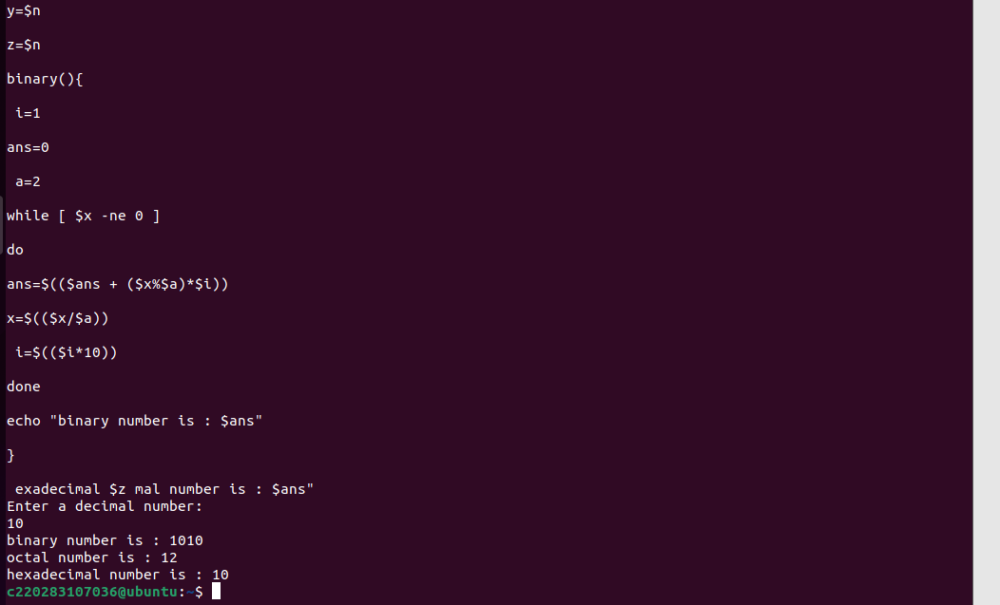 y=$n
z=$n
binary(){
i=1
ans=0
a=2
while [ $x -ne 0 ]
do
ans=$(($ans + ($x%$a)*$i))
x=$(($x/$a))
i=$(($i*10))
done
echo "binary number is : $ans"
}
exadecimal $z mal number is : $ans"
Enter a decimal number:
10
binary number is : 1010
octal number is : 12
hexadecimal number is : 10
c220283107036@ubuntu:~$